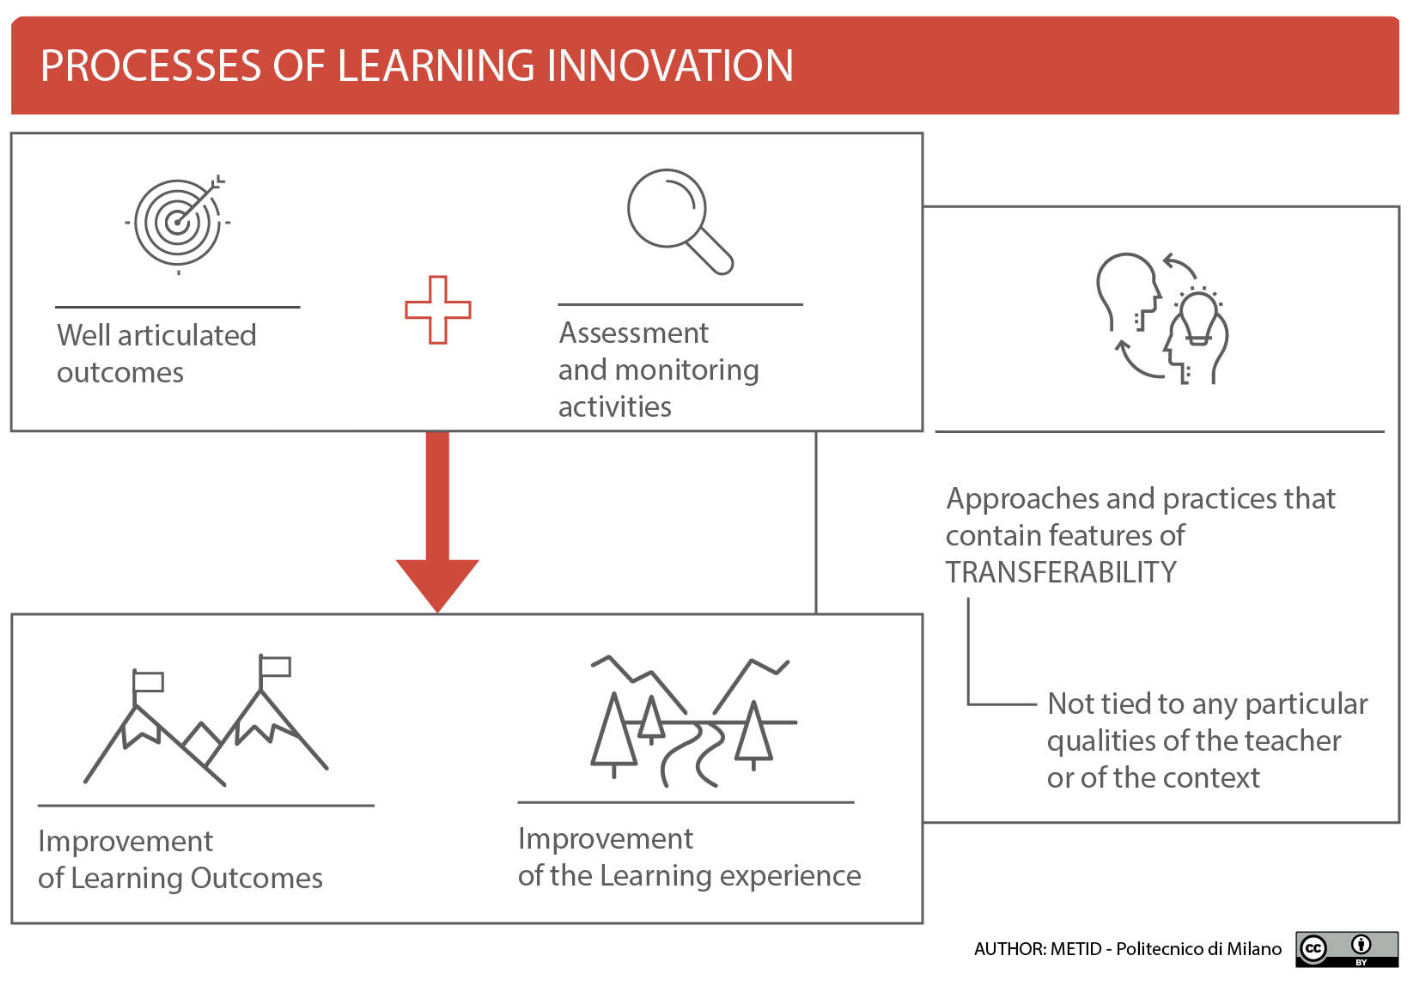 PROCESSES OF LEARNING INNOVATION
Well articulated
outcomes
Assessment
and monitoring
activities
Approaches and practices that
contain features of
TRANSFERABILITY
Not tied to any particular
qualities of the teacher
or of the context
Improvement
of Learning Outcomes
Improvement
of the Learning experience
AUTHOR: METID - Politecnico di Milano
cc
BY